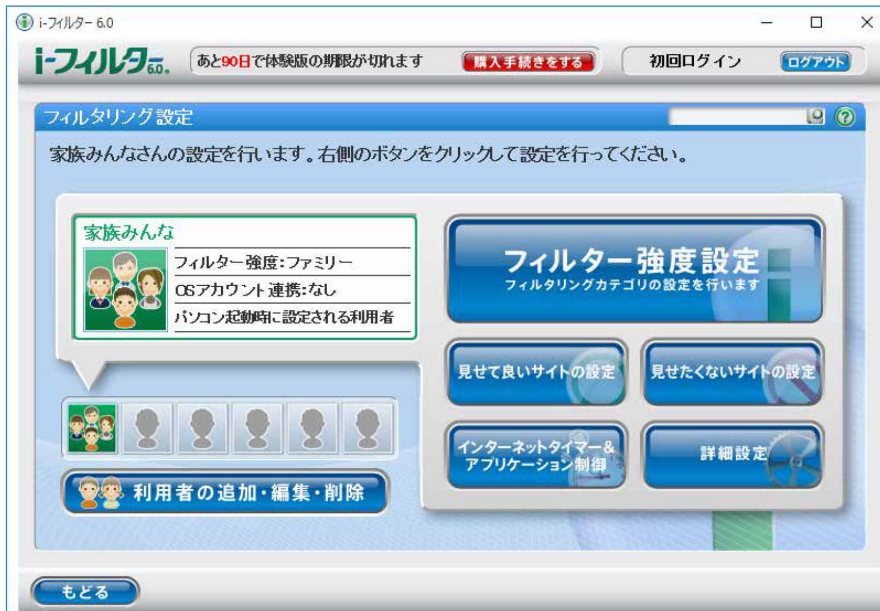 i-フィルター 6.0
i-フィルター6.0. あと90日で体験版の期限が切れます 購入手続きをする 初回ログイン ログアウト
フィルタリング設定
家族みんなさんの設定を行います。右側のボタンをクリックして設定を行ってください。
家族みんな
フィルター強度:ファミリー
OSアカウント連携:なし
パソコン起動時に設定される利用者
フィルター強度設定
フィルタリングカテゴリの設定を行います
見せて良いサイトの設定
見せたくないサイトの設定
インターネットタイマー&
アプリケーション制御
詳細設定
利用者の追加・編集・削除
もどる